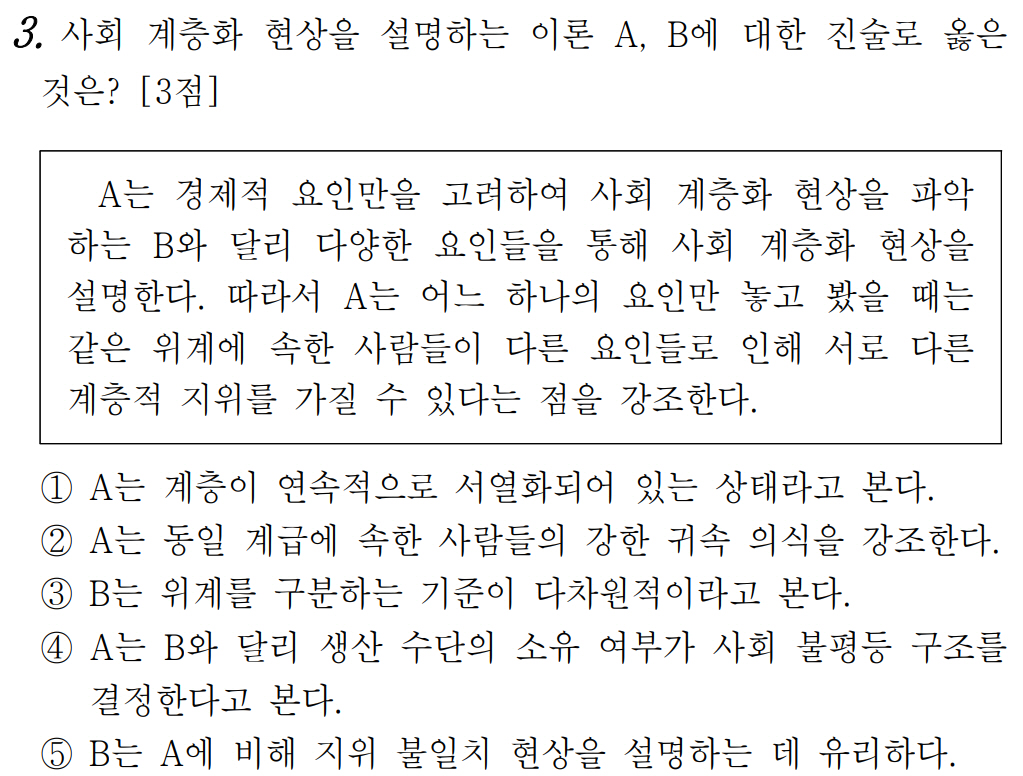 3. 사회 계층화 현상을 설명하는 이론 A, B에 대한 진술로 옳은
것은? [3점]
A는 경제적 요인만을 고려하여 사회 계층화 현상을 파악
하는 B와 달리 다양한 요인들을 통해 사회 계층화 현상을
설명한다. 따라서 A는 어느 하나의 요인만 놓고 봤을 때는
같은 위계에 속한 사람들이 다른 요인들로 인해 서로 다른
계층적 지위를 가질 수 있다는 점을 강조한다.
① A는 계층이 연속적으로 서열화되어 있는 상태라고 본다.
② A는 동일 계급에 속한 사람들의 강한 귀속 의식을 강조한다.
③ B는 위계를 구분하는 기준이 다차원적이라고 본다.
④ A는 B와 달리 생산 수단의 소유 여부가 사회 불평등 구조를
결정한다고 본다.
⑤ B는 A에 비해 지위 불일치 현상을 설명하는 데 유리하다.